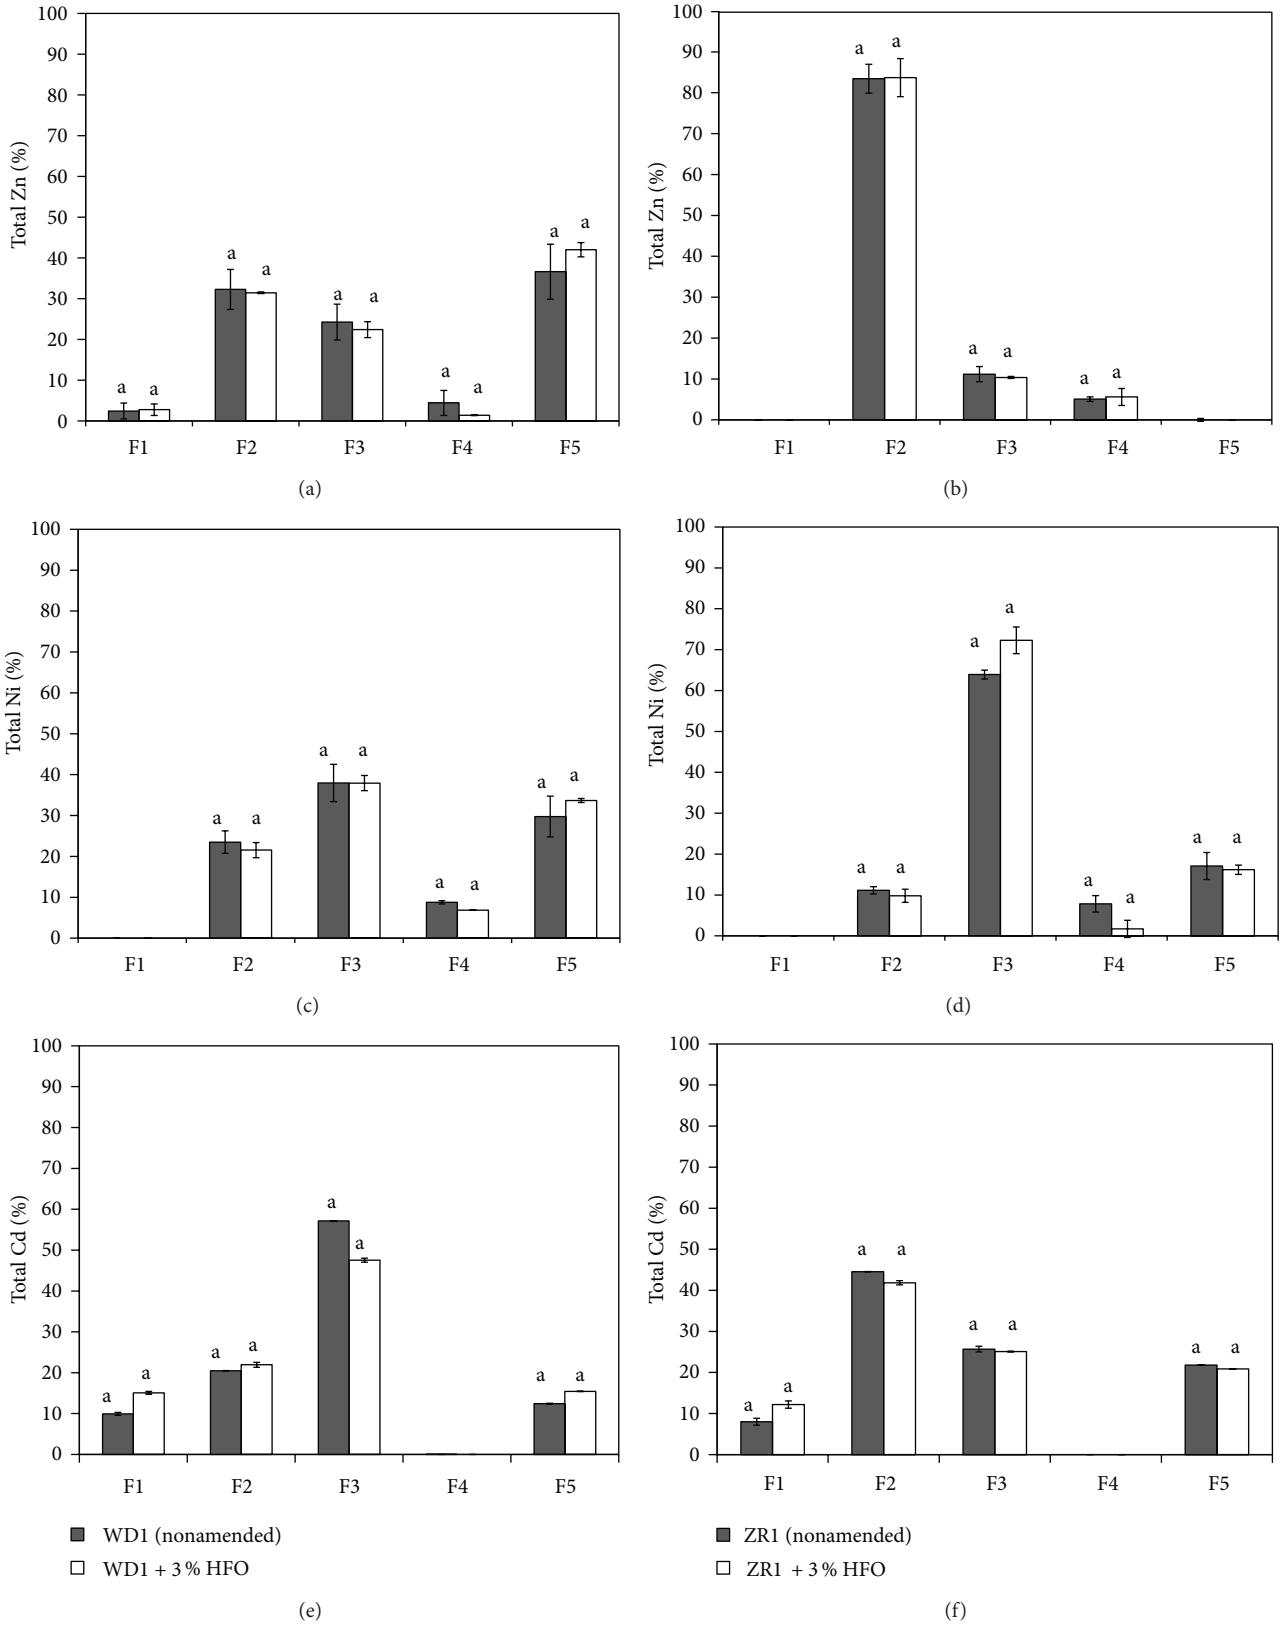 100
90
80
70
60
50
40
30
20
10
0
Total Zn (%)
a a a a a a a a a a
F1 F2 F3 F4 F5
(a)
100
90
80
70
60
50
40
30
20
10
0
Total Zn (%)
a a a a a a
F1 F2 F3 F4 F5
(b)
100
90
80
70
60
50
40
30
20
10
0
Total Ni (%)
a a a a a a a a
F1 F2 F3 F4 F5
(c)
100
90
80
70
60
50
40
30
20
10
0
Total Ni (%)
a a a a a a a a
F1 F2 F3 F4 F5
(d)
100
90
80
70
60
50
40
30
20
10
0
Total Cd (%)
a a a a a a a a
F1 F2 F3 F4 F5
WD1 (nonamended)
WD1 + 3% HFO
(e)
100
90
80
70
60
50
40
30
20
10
0
Total Cd (%)
a a a a a a a a
F1 F2 F3 F4 F5
ZR1 (nonamended)
ZR1 + 3% HFO
(f)